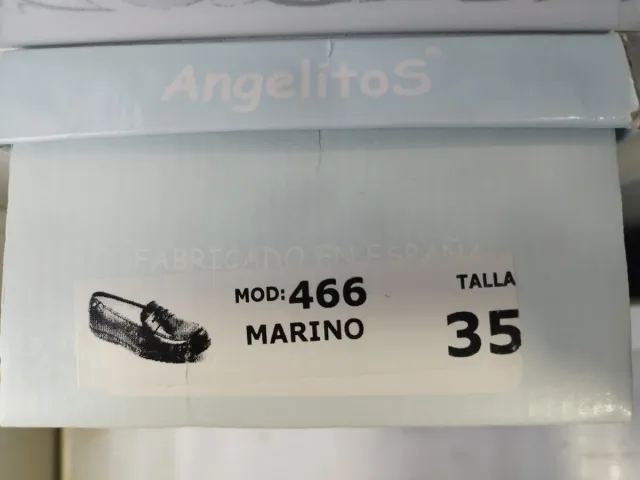 AngelitoS®
FABRICADO EN ESPAÑA
MOD: 466
MARINO
TALLA
35